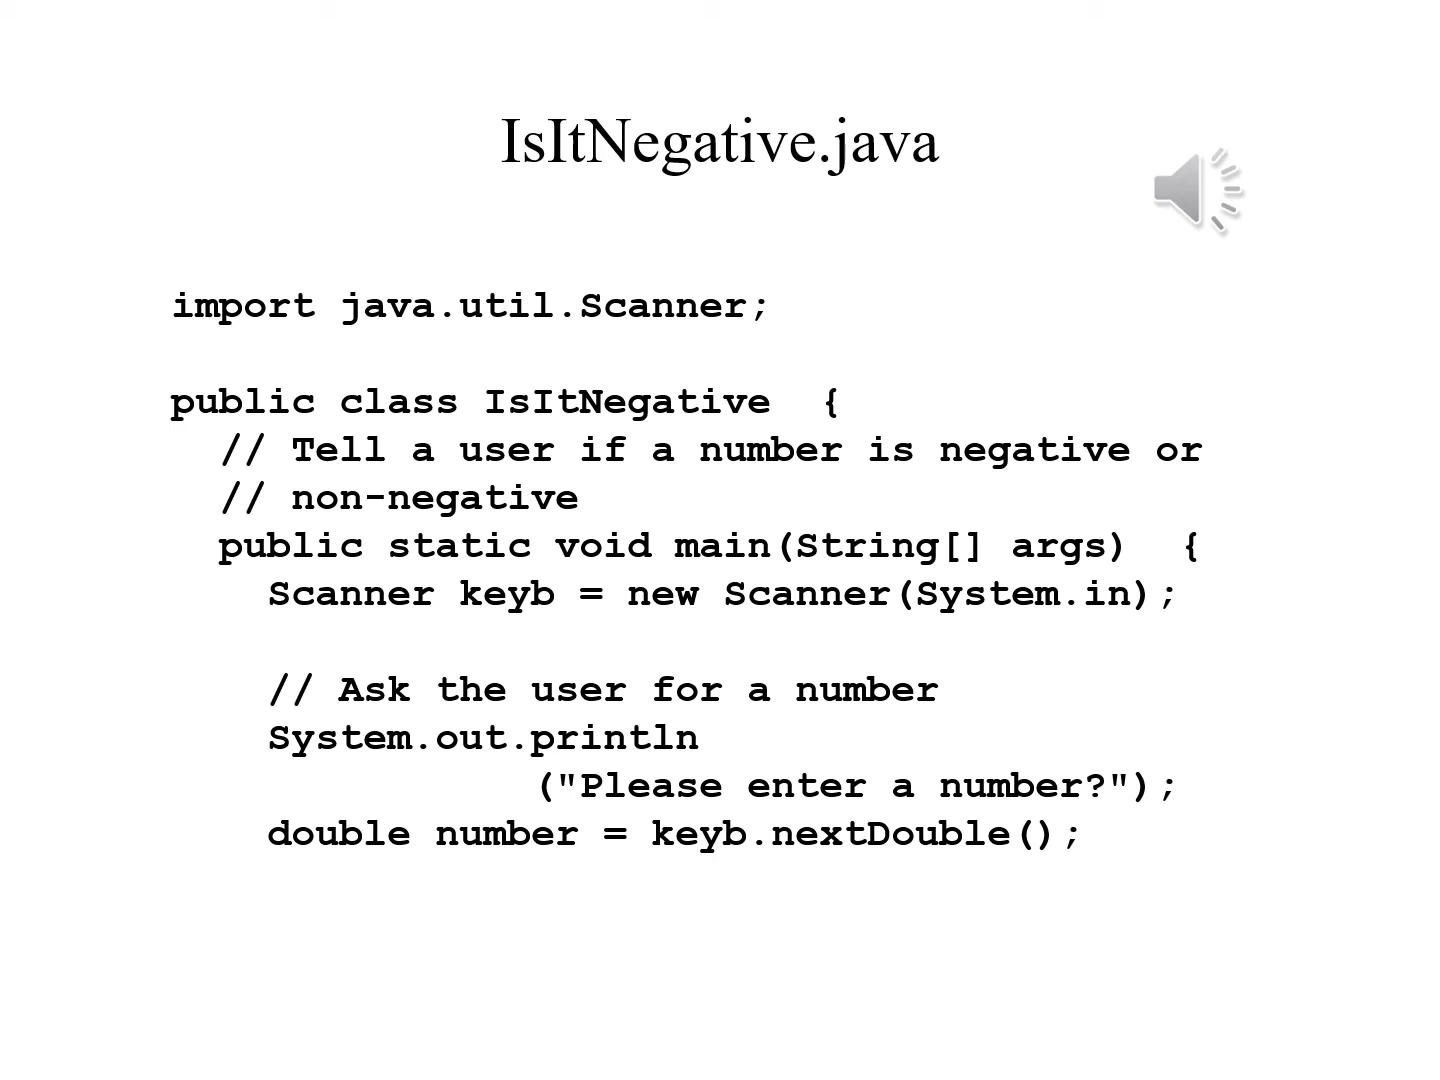 IsItNegative.java
import java.util.Scanner;
public class IsItNegative  {
// Tell a user if a number is negative or
// non-negative
public static void main(String[] args)  {
Scanner keyb = new Scanner(System.in);
// Ask the user for a number
System.out.println
("Please enter a number?");
double number = keyb.nextDouble();